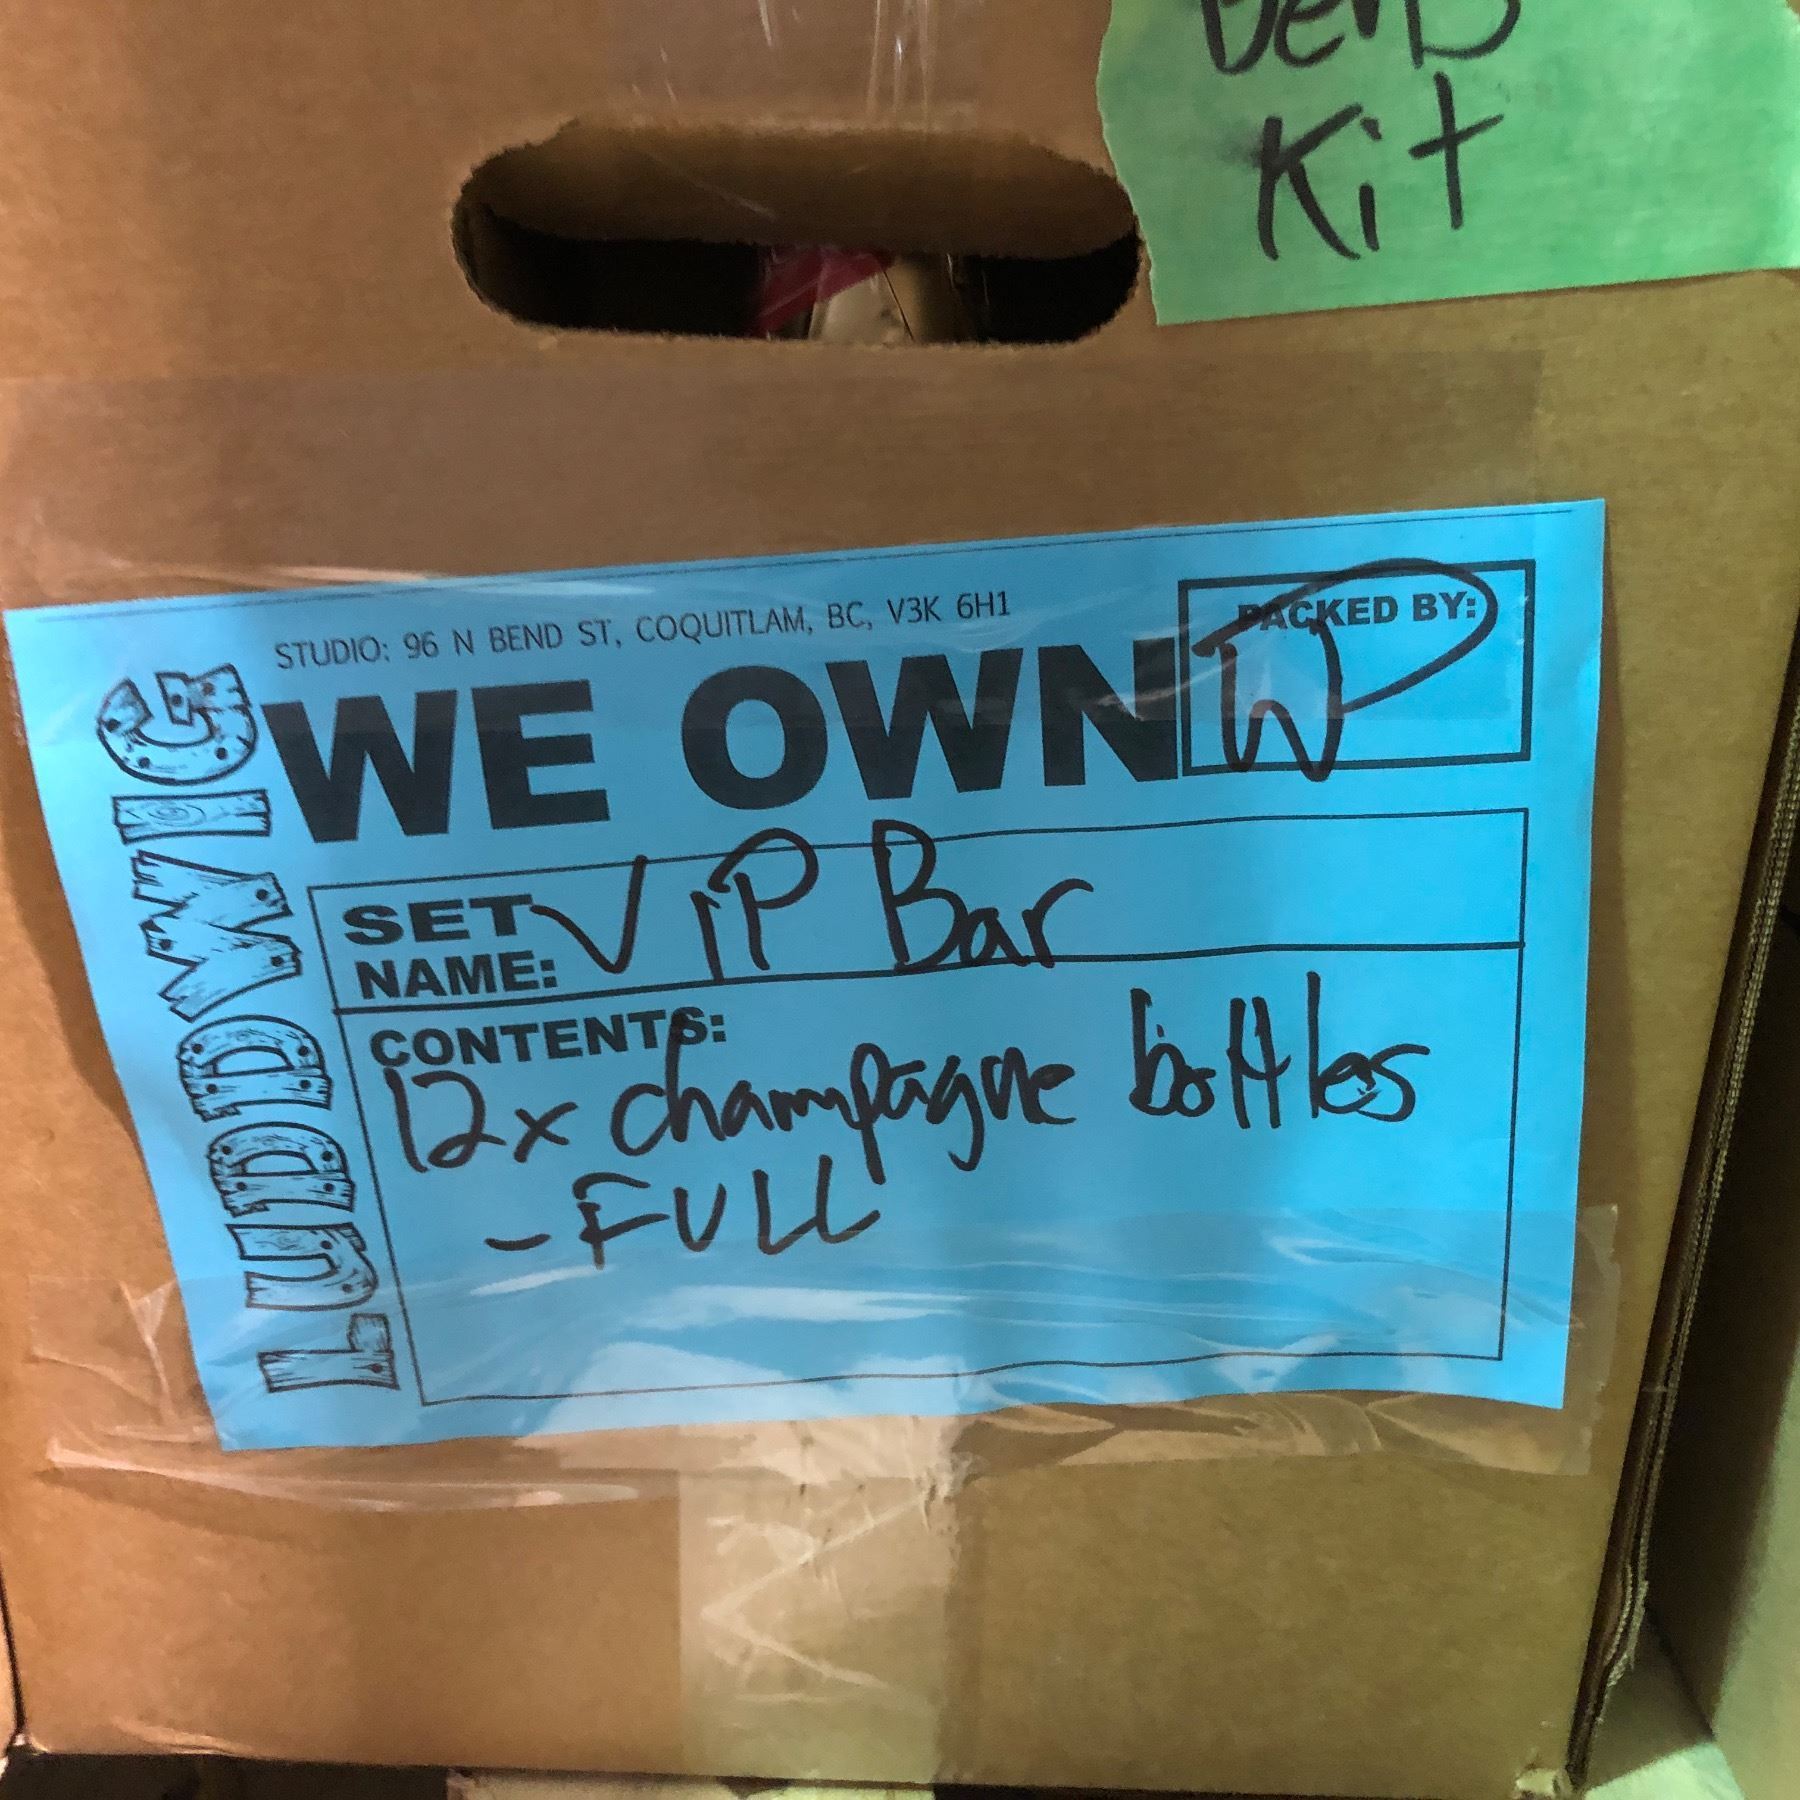 Kit
STUDIO: 96 N BEND ST, COQUITLAM, BC, V3K 6H1
LUDDWIG
WE OWN
PACKED BY:
WP
SET NAME: VIP Bar
CONTENTS:
12x champagne bottles
-FULL